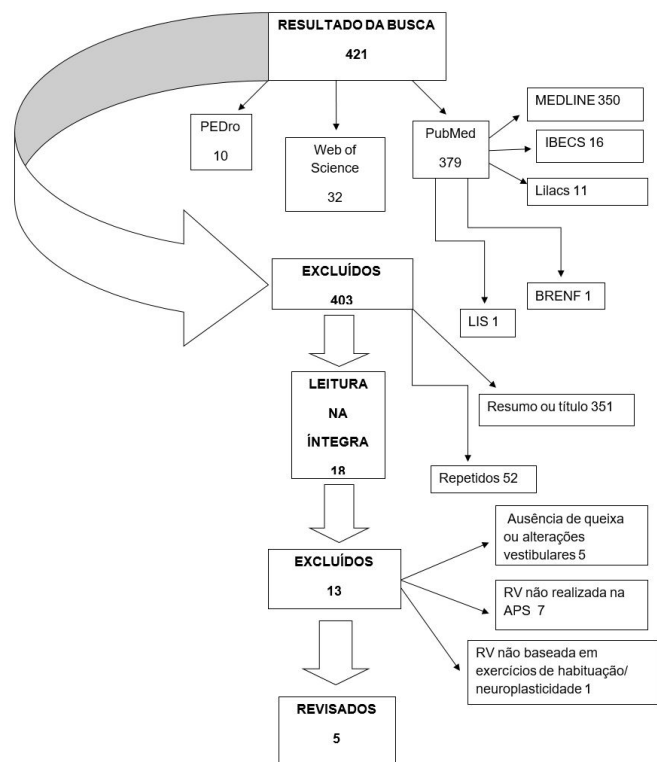 RESULTADO DA BUSCA
421
PEDro
10
Web of
Science
32
PubMed
379
MEDLINE 350
IBECS 16
Lilacs 11
BRENF 1
LIS 1
EXCLUÍDOS
403
Resumo ou título 351
Repetidos 52
LEITURA
NA
ÍNTEGRA
18
EXCLUÍDOS
13
Ausência de queixa
ou alterações
vestibulares 5
RV não realizada na
APS 7
RV não baseada em
exercícios de habituação/
neuroplasticidade 1
REVISADOS
5